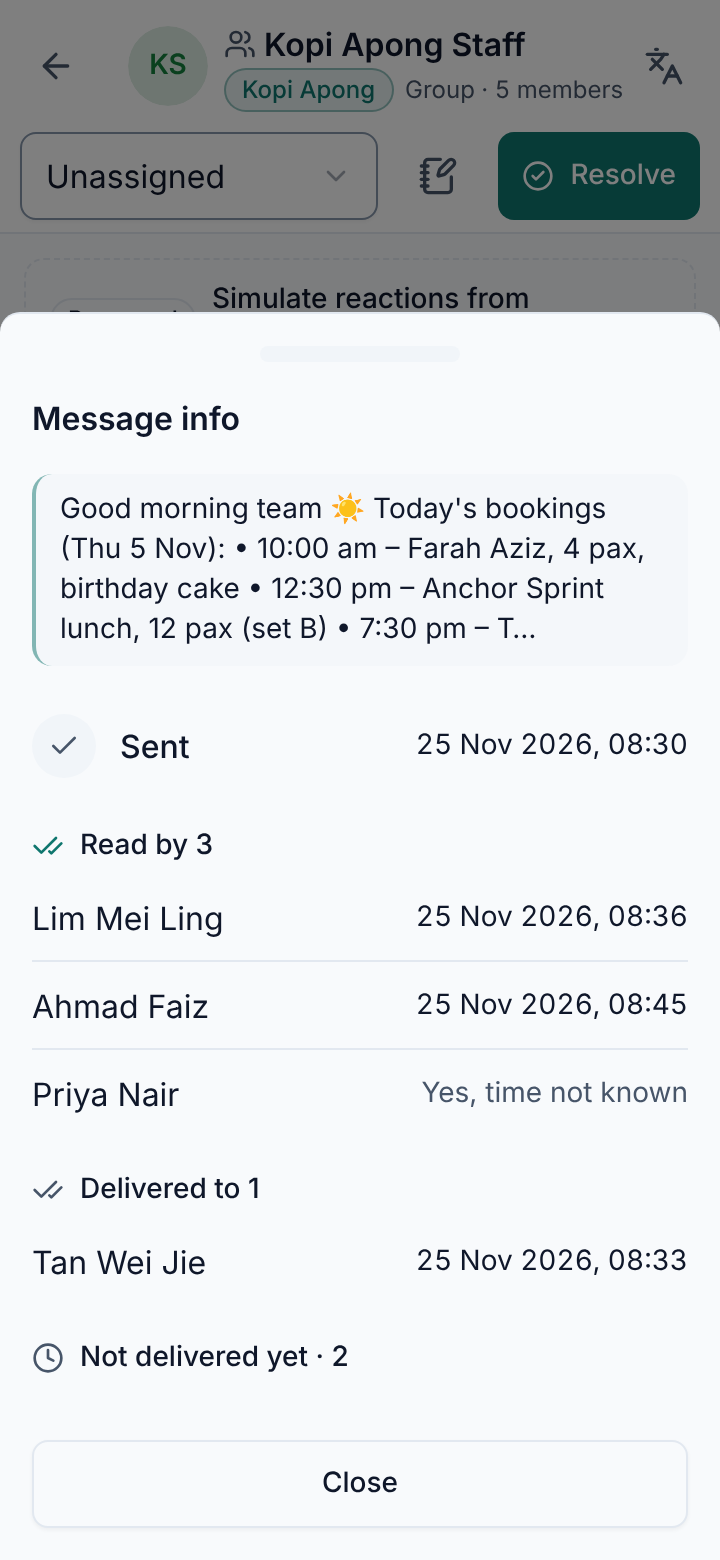 KS
Kopi Apong Staff
Kopi Apong
Group · 5 members
Unassigned
Resolve
Simulate reactions from
Message info
Good morning team ☀️ Today's bookings
(Thu 5 Nov): • 10:00 am – Farah Aziz, 4 pax,
birthday cake • 12:30 pm – Anchor Sprint
lunch, 12 pax (set B) • 7:30 pm – T...
Sent
25 Nov 2026, 08:30
Read by 3
Lim Mei Ling
25 Nov 2026, 08:36
Ahmad Faiz
25 Nov 2026, 08:45
Priya Nair
Yes, time not known
Delivered to 1
Tan Wei Jie
25 Nov 2026, 08:33
Not delivered yet · 2
Close